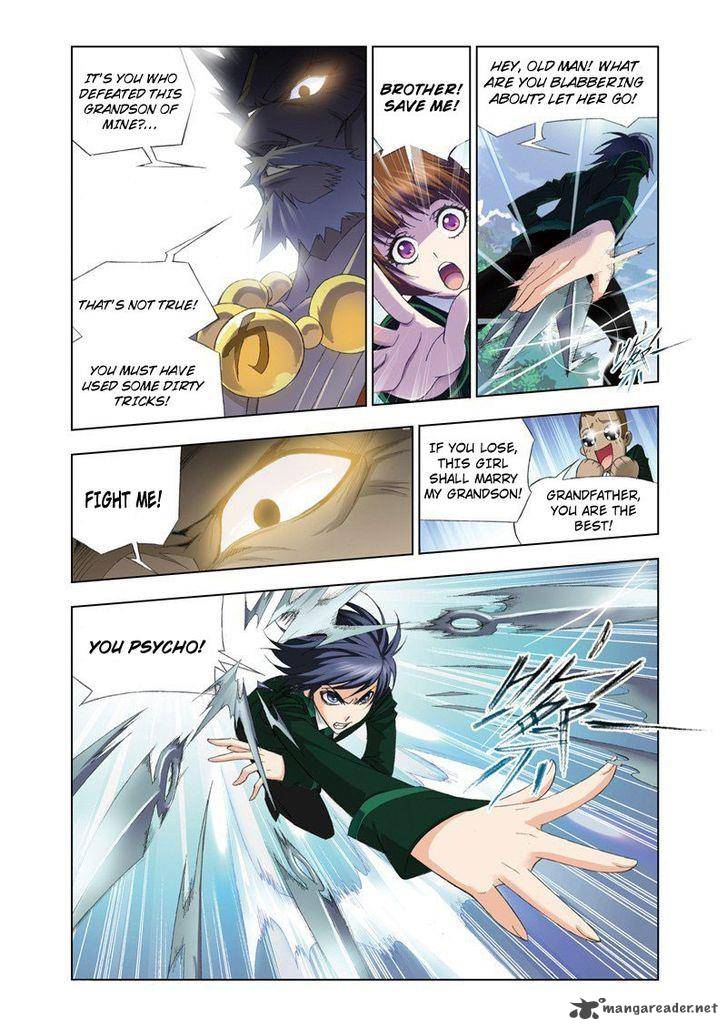 IT'S YOU WHO
DEFEATED THIS
GRANDSON OF
MINE?...
THAT'S NOT TRUE!
YOU MUST HAVE
USED SOME DIRTY
TRICKS!
BROTHER!
SAVE ME!
HEY, OLD MAN! WHAT
ARE YOU BLABBERING
ABOUT? LET HER GO!
FIGHT ME!
IF YOU LOSE,
THIS GIRL
SHALL MARRY
MY GRANDSON!
GRANDFATHER,
YOU ARE THE
BEST!
YOU PSYCHO!
mangareader.net